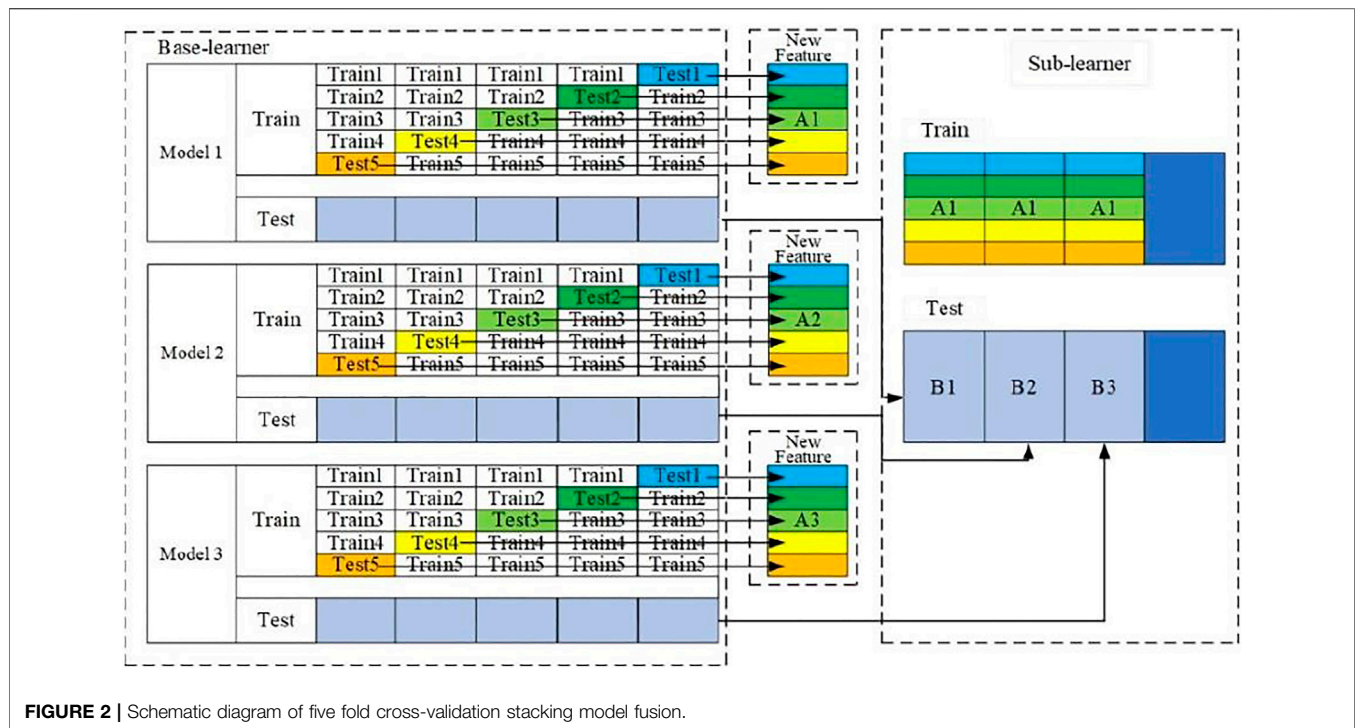 Base-learner
New
Feature
Sub-learner
Model 1
Train
Train1 Train1 Train1 Train1 Test1
Train2 Train2 Train2 Test2 Train2
Train3 Train3 Test3 Train3 Train3
A1
Train4 Test4 Train4 Train4 Train4
Test5 Train5 Train5 Train5 Train5
Test
Train
A1 A1 A1
New
Feature
Model 2
Train
Train1 Train1 Train1 Train1 Test1
Train2 Train2 Train2 Test2 Train2
Train3 Train3 Test3 Train3 Train3
A2
Train4 Test4 Train4 Train4 Train4
Test5 Train5 Train5 Train5 Train5
Test
Test
B1 B2 B3
New
Feature
Model 3
Train
Train1 Train1 Train1 Train1 Test1
Train2 Train2 Train2 Test2 Train2
Train3 Train3 Test3 Train3 Train3
A3
Train4 Test4 Train4 Train4 Train4
Test5 Train5 Train5 Train5 Train5
Test
FIGURE 2 | Schematic diagram of five fold cross-validation stacking model fusion.